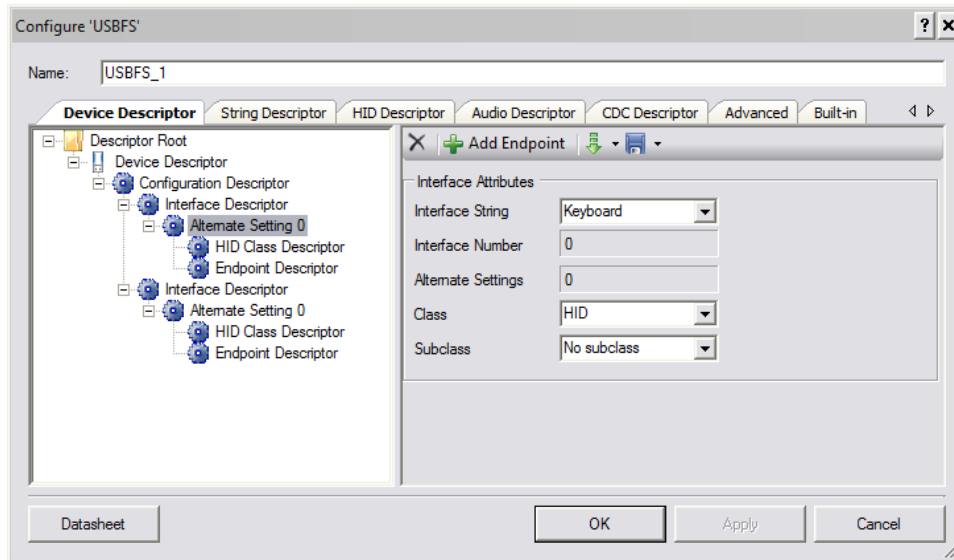 Configure 'USBFS'
Name: USBFS_1
Device Descriptor String Descriptor HID Descriptor Audio Descriptor CDC Descriptor Advanced Built-in
Descriptor Root
Device Descriptor
Configuration Descriptor
Interface Descriptor
Alternate Setting 0
HID Class Descriptor
Endpoint Descriptor
Interface Descriptor
Alternate Setting 0
HID Class Descriptor
Endpoint Descriptor
Add Endpoint
Interface Attributes
Interface String Keyboard
Interface Number 0
Alternate Settings 0
Class HID
Subclass No subclass
Datasheet OK Apply Cancel